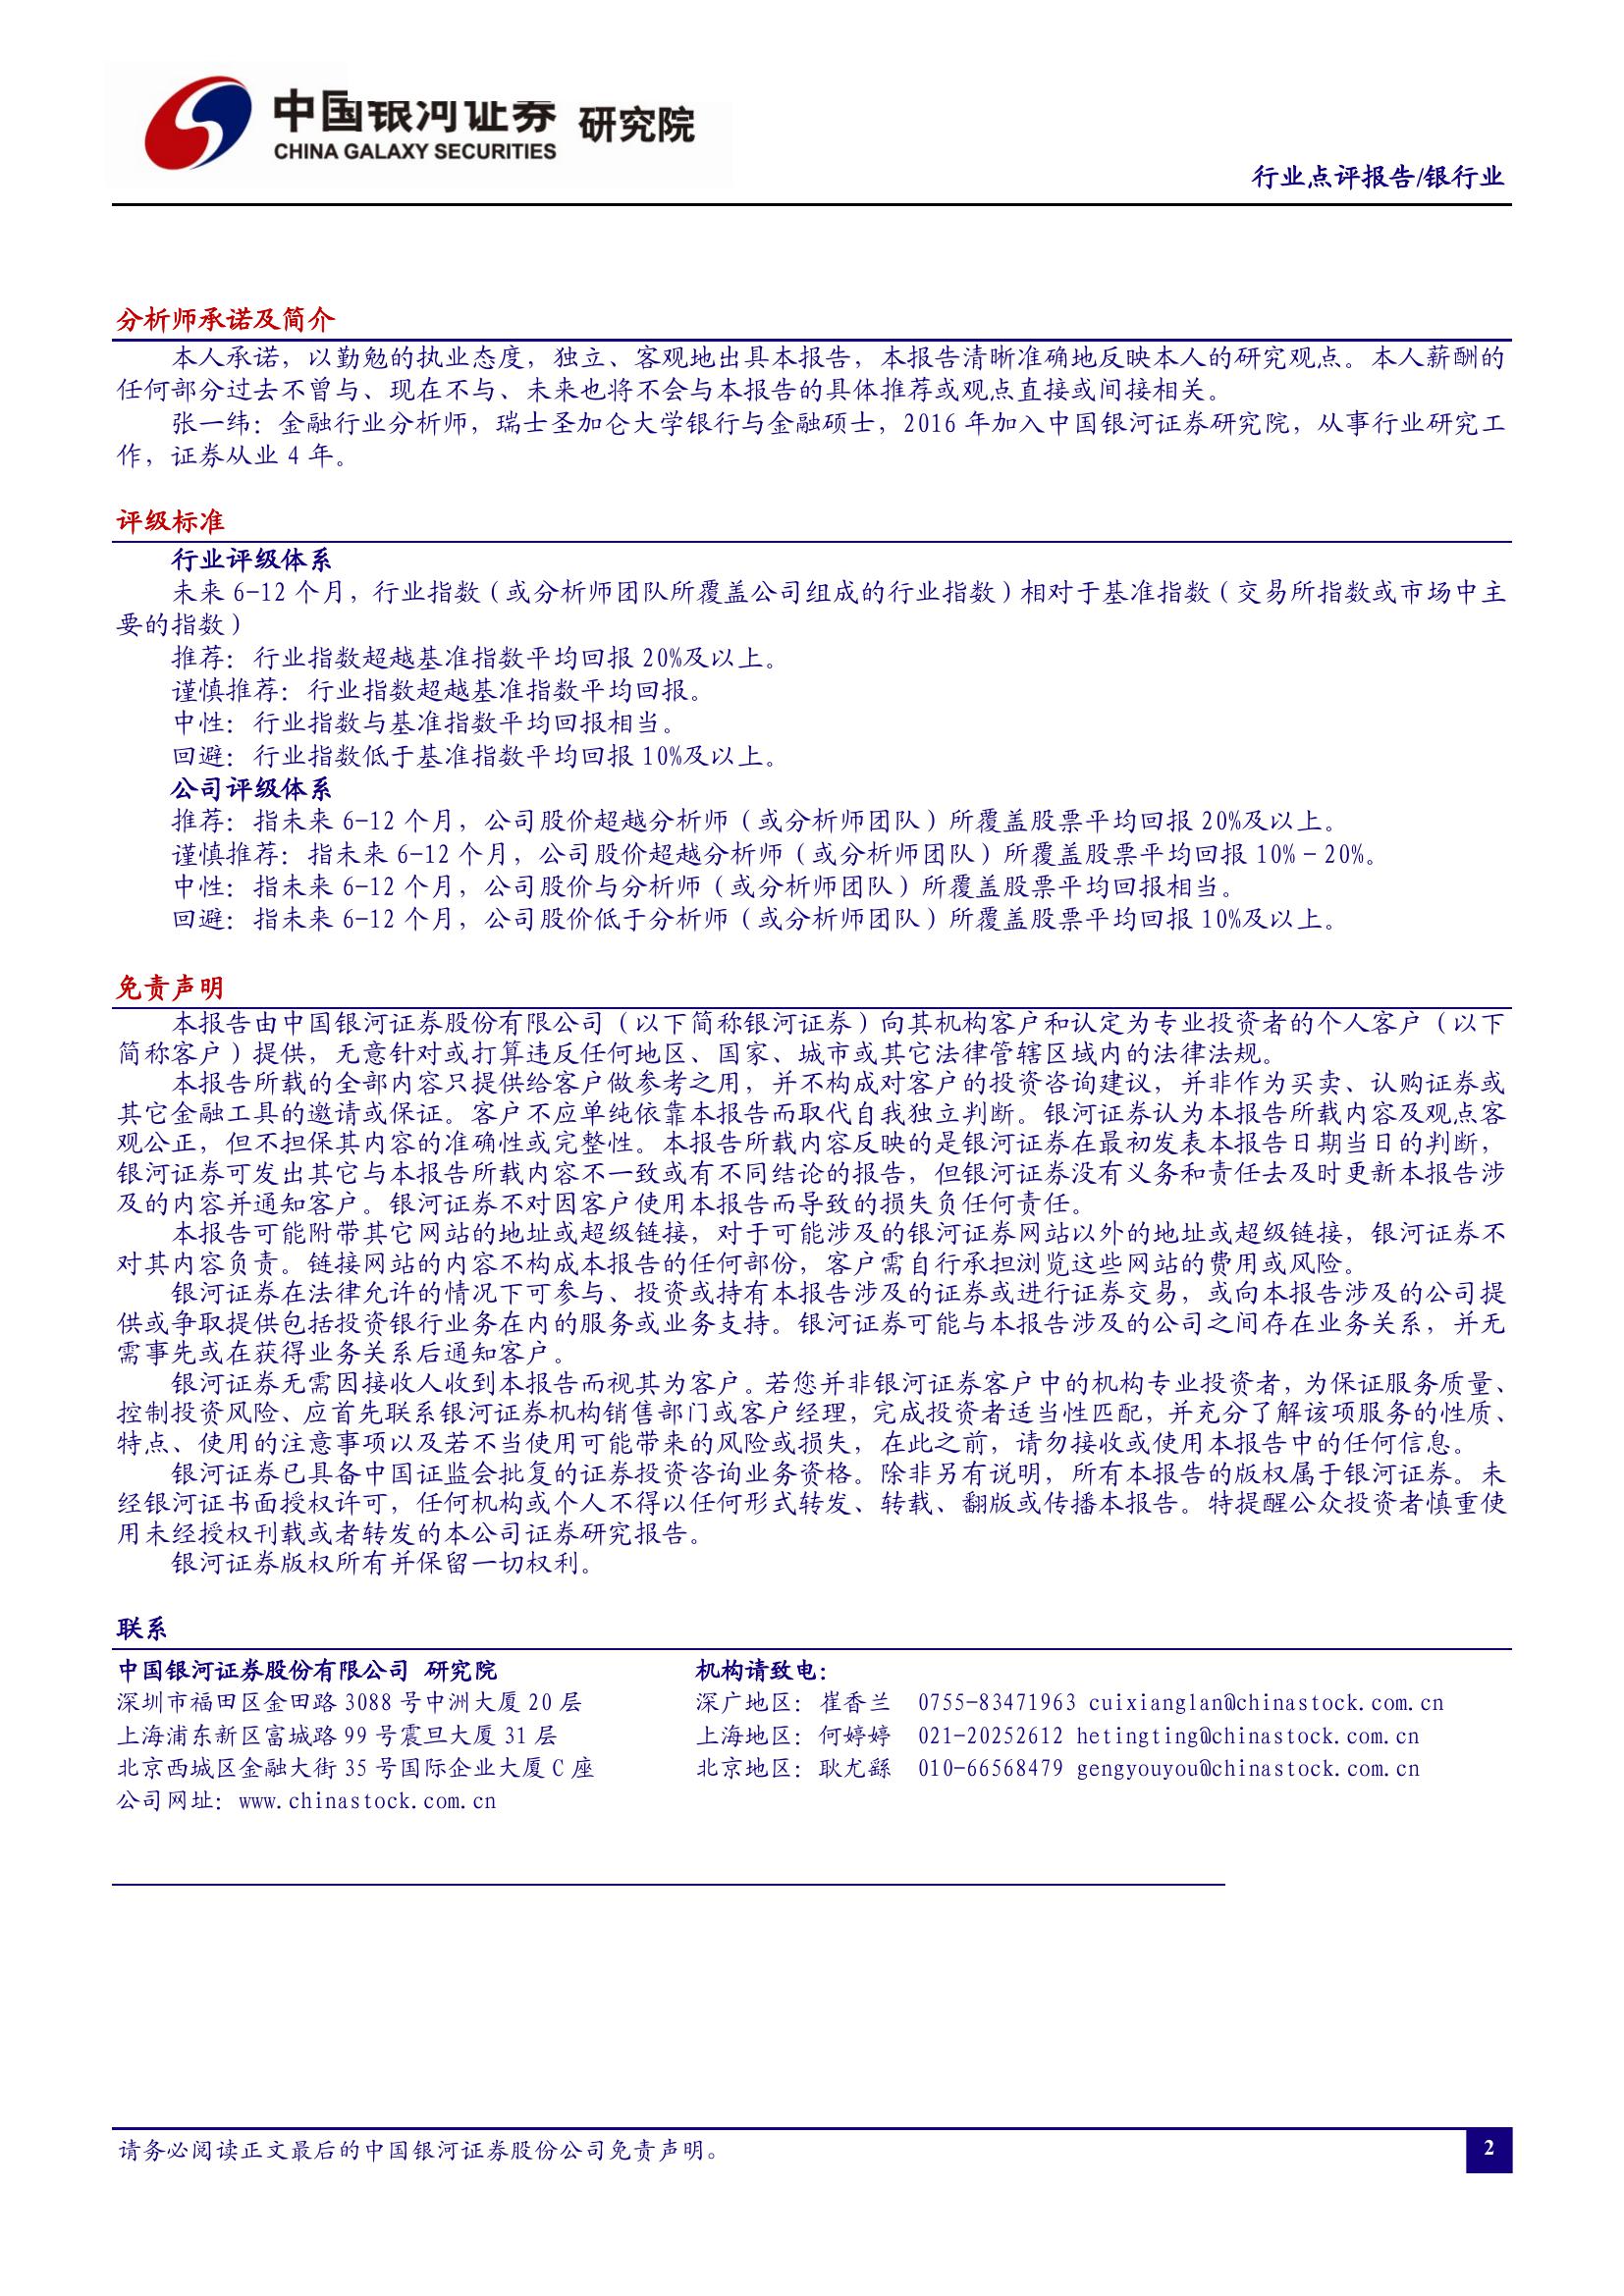 中国银河证券 研究院
CHINA GALAXY SECURITIES
行业点评报告/银行业
分析师承诺及简介
本人承诺，以勤勉的执业态度，独立、客观地出具本报告，本报告清晰准确地反映本人的研究观点。本人薪酬的
任何部分过去不曾与、现在不与、未来也将不会与本报告的具体推荐或观点直接或间接相关。
张一纬：金融行业分析师，瑞士圣加仑大学银行与金融硕士，2016 年加入中国银河证券研究院，从事行业研究工
作，证券从业 4 年。
评级标准
行业评级体系
未来 6-12 个月，行业指数（或分析师团队所覆盖公司组成的行业指数）相对于基准指数（交易所指数或市场中主
要的指数）
推荐：行业指数超越基准指数平均回报 20%及以上。
谨慎推荐：行业指数超越基准指数平均回报。
中性：行业指数与基准指数平均回报相当。
回避：行业指数低于基准指数平均回报 10%及以上。
公司评级体系
推荐：指未来 6-12 个月，公司股价超越分析师（或分析师团队）所覆盖股票平均回报 20%及以上。
谨慎推荐：指未来 6-12 个月，公司股价超越分析师（或分析师团队）所覆盖股票平均回报 10%－20%。
中性：指未来 6-12 个月，公司股价与分析师（或分析师团队）所覆盖股票平均回报相当。
回避：指未来 6-12 个月，公司股价低于分析师（或分析师团队）所覆盖股票平均回报 10%及以上。
免责声明
本报告由中国银河证券股份有限公司（以下简称银河证券）向其机构客户和认定为专业投资者的个人客户（以下
简称客户）提供，无意针对或打算违反任何地区、国家、城市或其它法律管辖区域内的法律法规。
本报告所载的全部内容只提供给客户做参考之用，并不构成对客户的投资咨询建议，并非作为买卖、认购证券或
其它金融工具的邀请或保证。客户不应单纯依靠本报告而取代自我独立判断。银河证券认为本报告所载内容及观点客
观公正，但不担保其内容的准确性或完整性。本报告所载内容反映的是银河证券在最初发表本报告日期当日的判断，
银河证券可发出其它与本报告所载内容不一致或有不同结论的报告，但银河证券没有义务和责任去及时更新本报告涉
及的内容并通知客户。银河证券不对因客户使用本报告而导致的损失负任何责任。
本报告可能附带其它网站的地址或超级链接，对于可能涉及的银河证券网站以外的地址或超级链接，银河证券不
对其内容负责。链接网站的内容不构成本报告的任何部份，客户需自行承担浏览这些网站的费用或风险。
银河证券在法律允许的情况下可参与、投资或持有本报告涉及的证券或进行证券交易，或向本报告涉及的公司提
供或争取提供包括投资银行业务在内的服务或业务支持。银河证券可能与本报告涉及的公司之间存在业务关系，并无
需事先或在获得业务关系后通知客户。
银河证券无需因接收人收到本报告而视其为客户。若您并非银河证券客户中的机构专业投资者，为保证服务质量、
控制投资风险、应首先联系银河证券机构销售部门或客户经理，完成投资者适当性匹配，并充分了解该项服务的性质、
特点、使用的注意事项以及若不当使用可能带来的风险或损失，在此之前，请勿接收或使用本报告中的任何信息。
银河证券已具备中国证监会批复的证券投资咨询业务资格。除非另有说明，所有本报告的版权属于银河证券。未
经银河证书面授权许可，任何机构或个人不得以任何形式转发、转载、翻版或传播本报告。特提醒公众投资者慎重使
用未经授权刊载或者转发的本公司证券研究报告。
银河证券版权所有并保留一切权利。
联系
中国银河证券股份有限公司 研究院
深圳市福田区金田路 3088 号中洲大厦 20 层
上海浦东新区富城路 99 号震旦大厦 31 层
北京西城区金融大街 35 号国际企业大厦 C 座
公司网址：www.chinastock.com.cn
机构请致电：
深广地区：崔香兰 0755-83471963 cuixianglan@chinastock.com.cn
上海地区：何婷婷 021-20252612 hetingting@chinastock.com.cn
北京地区：耿尤繇 010-66568479 gengyouyou@chinastock.com.cn
请务必阅读正文最后的中国银河证券股份公司免责声明。
2